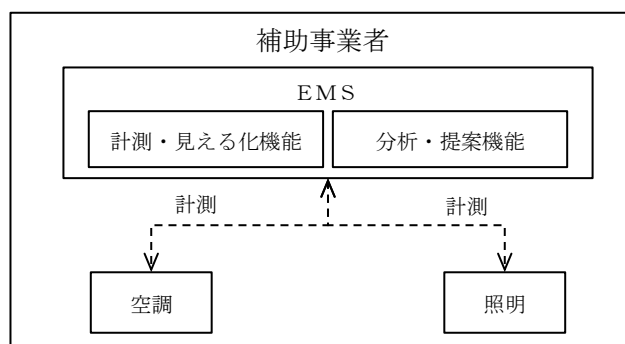 補助事業者
ＥＭＳ
計測・見える化機能
分析・提案機能
計測
計測
空調
照明